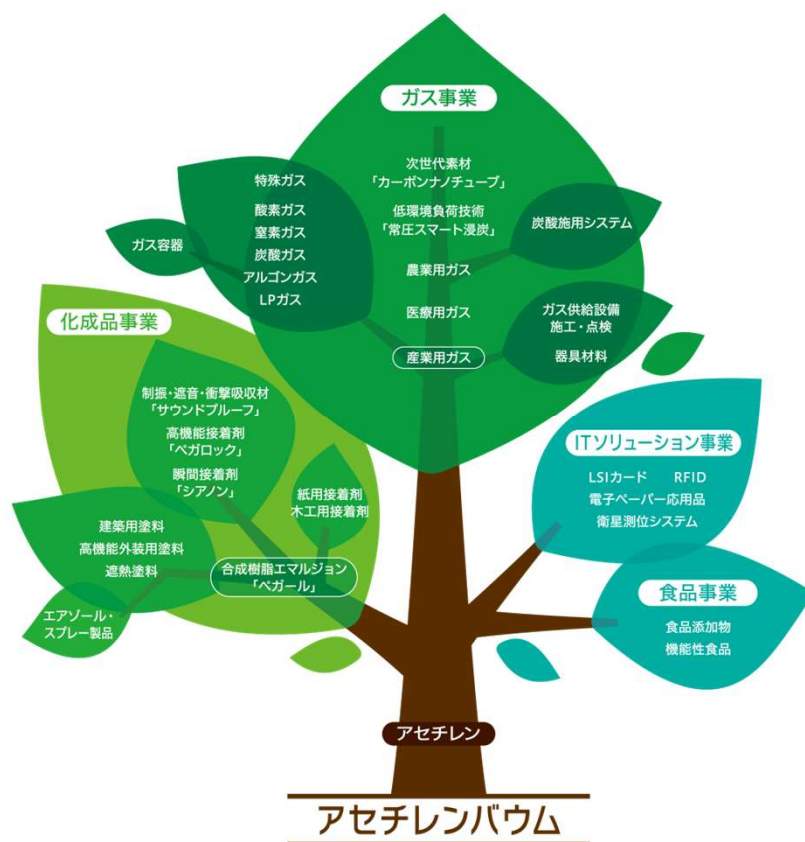 ガス事業
次世代素材
「カーボンナノチューブ」
低環境負荷技術
「常圧スマート浸炭」
農業用ガス
医療用ガス
産業用ガス
特殊ガス
酸素ガス
窒素ガス
炭酸ガス
アルゴンガス
LPガス
ガス容器
炭酸施用システム
ガス供給設備
施工・点検
器具材料
化成品事業
制振・遮音・衝撃吸収材
「サウンドプルーフ」
高機能接着剤
「ペガロック」
瞬間接着剤
「シアノン」
紙用接着剤
木工用接着剤
建築用塗料
高機能外装用塗料
遮熱塗料
合成樹脂エマルジョン
「ペガール」
エアゾール・
スプレー製品
ITソリューション事業
LSIカード RFID
電子ペーパー応用品
衛星測位システム
食品事業
食品添加物
機能性食品
アセチレン
アセチレンバウム